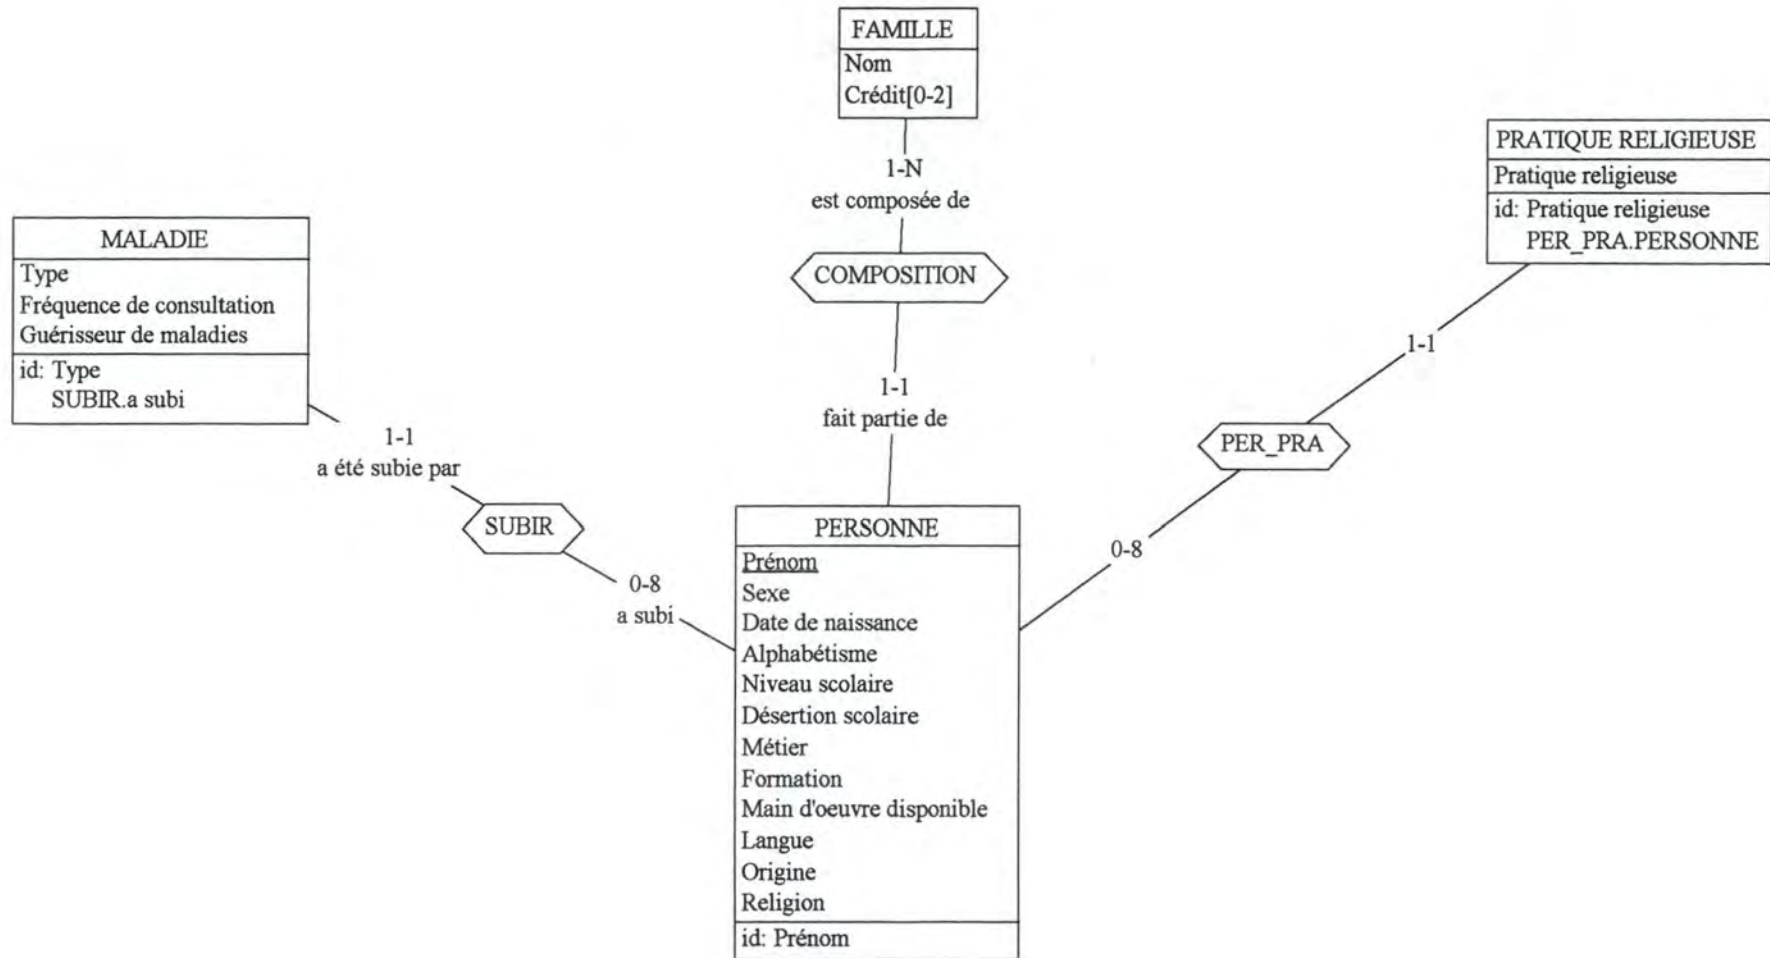 FAMILLE
Nom
Crédit[0-2]
1-N
est composée de
COMPOSITION
1-1
fait partie de
PRATIQUE RELIGIEUSE
Pratique religieuse
id: Pratique religieuse
PER_PRA.PERSONNE
1-1
PER_PRA
0-8
MALADIE
Type
Fréquence de consultation
Guérisseur de maladies
id: Type
SUBIR.a subi
1-1
a été subie par
SUBIR
0-8
a subi
PERSONNE
Prénom
Sexe
Date de naissance
Alphabétisme
Niveau scolaire
Désertion scolaire
Métier
Formation
Main d'oeuvre disponible
Langue
Origine
Religion
id: Prénom